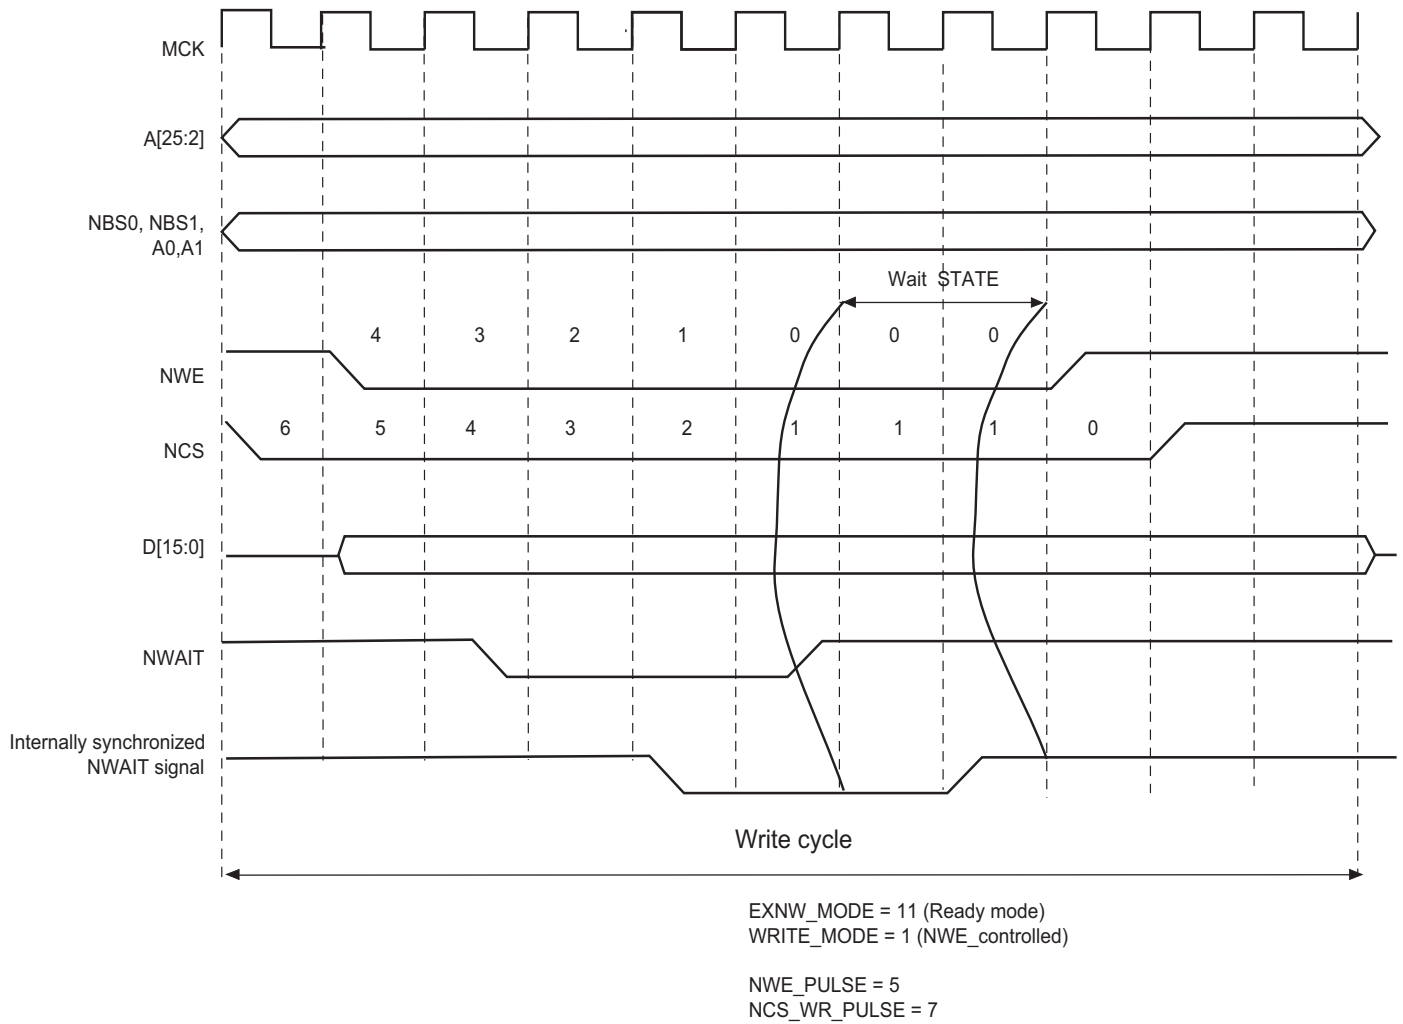 MCK
A[25:2]
NBS0, NBS1,
A0,A1
Wait STATE
4 3 2 1 0 0 0
NWE
6 5 4 3 2 1 1 1 0
NCS
D[15:0]
NWAIT
Internally synchronized
NWAIT signal
Write cycle
EXNW_MODE = 11 (Ready mode)
WRITE_MODE = 1 (NWE_controlled)
NWE_PULSE = 5
NCS_WR_PULSE = 7